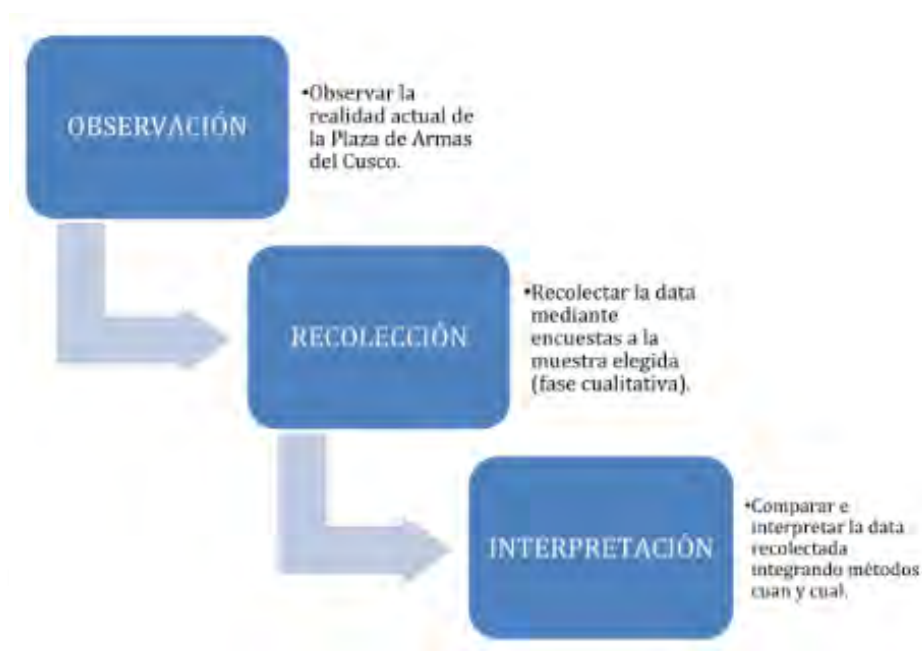 OBSERVACIÓN
•Observar la
realidad actual de
la Plaza de Armas
del Cusco.
RECOLECCIÓN
•Recolectar la data
mediante
encuestas a la
muestra elegida
(fase cualitativa).
INTERPRETACIÓN
•Comparar e
interpretar la data
recolectada
integrando métodos
cuan y cual.